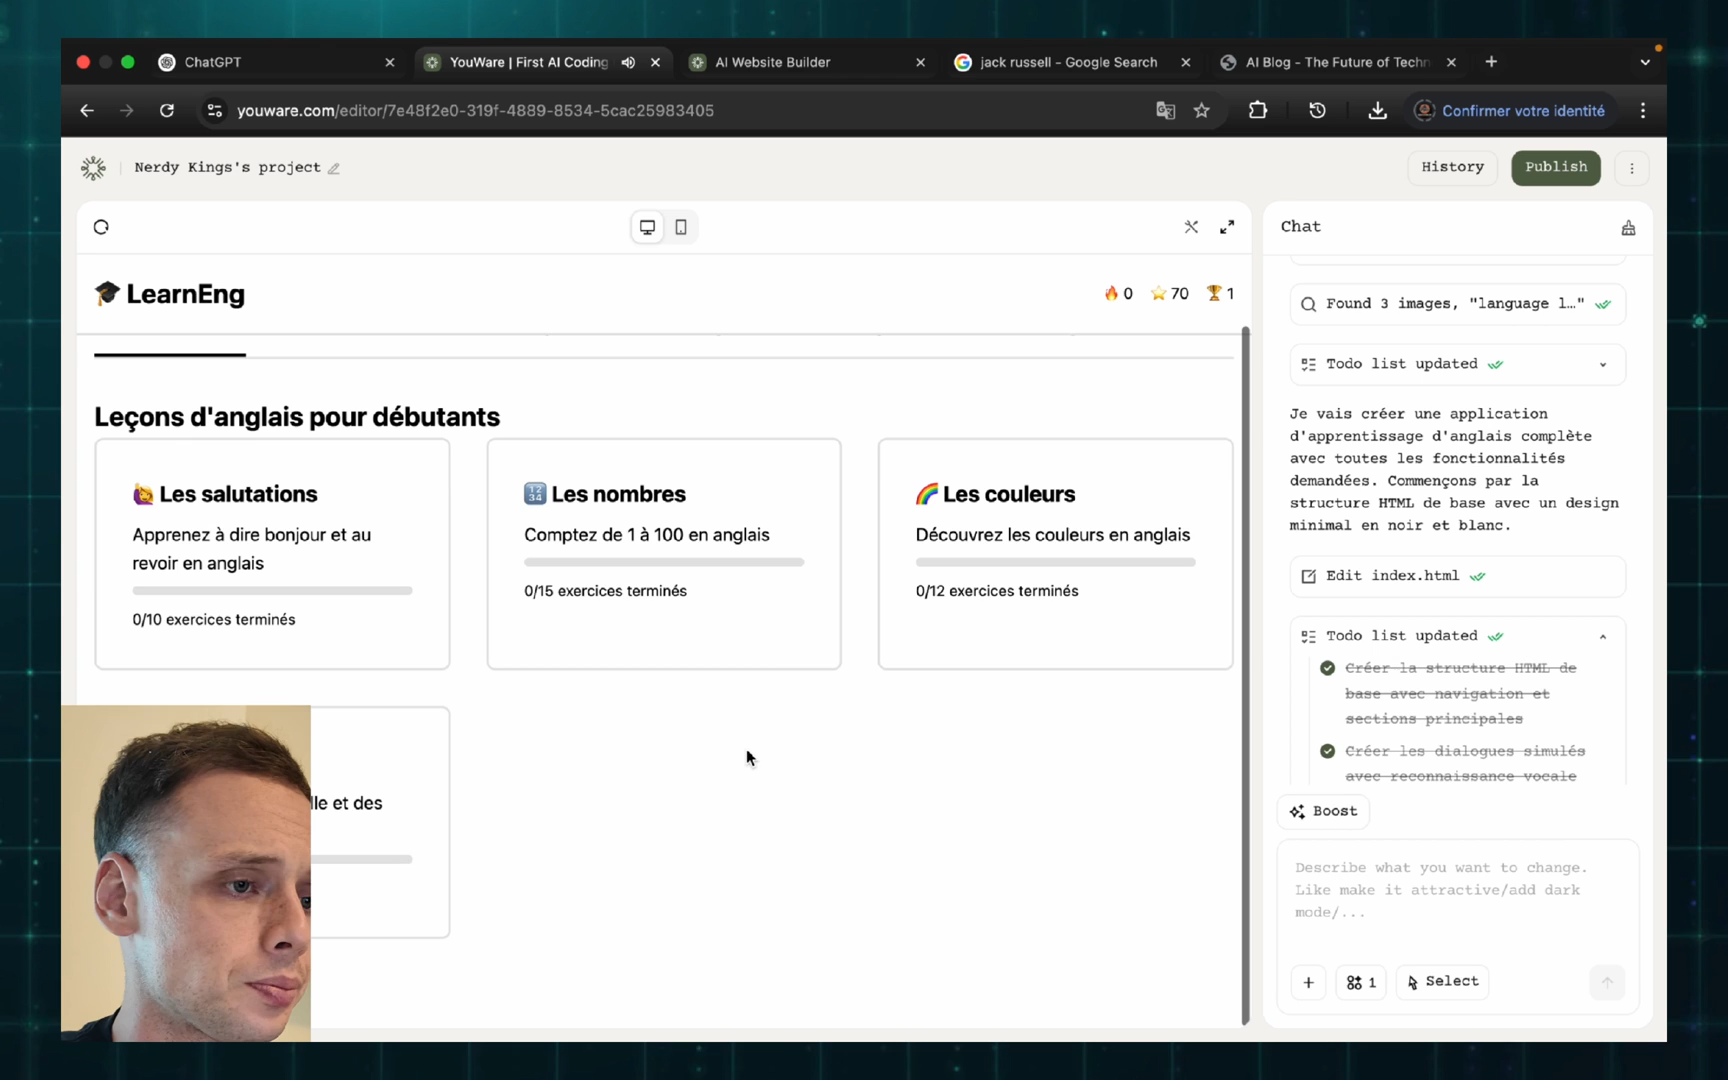 ChatGPT
YouWare | First AI Coding
AI Website Builder
jack russell - Google Search
AI Blog - The Future of Techn
youware.com/editor/7e48f2e0-319f-4889-8534-5cac25983405
Confirmer votre identité
Nerdy Kings's project
History
Publish
🎓 LearnEng
🔥 0 ⭐ 70 🏆 1
Leçons d'anglais pour débutants
🙋 Les salutations
Apprenez à dire bonjour et au
revoir en anglais
0/10 exercices terminés
🔢 Les nombres
Comptez de 1 à 100 en anglais
0/15 exercices terminés
🌈 Les couleurs
Découvrez les couleurs en anglais
0/12 exercices terminés
lle et des
Chat
Found 3 images, "language l…"
Todo list updated
Je vais créer une application
d'apprentissage d'anglais complète
avec toutes les fonctionnalités
demandées. Commençons par la
structure HTML de base avec un design
minimal en noir et blanc.
Edit index.html
Todo list updated
Créer la structure HTML de
base avec navigation et
sections principales
Créer les dialogues simulés
avec reconnaissance vocale
Boost
Describe what you want to change.
Like make it attractive/add dark
mode/...
1
Select